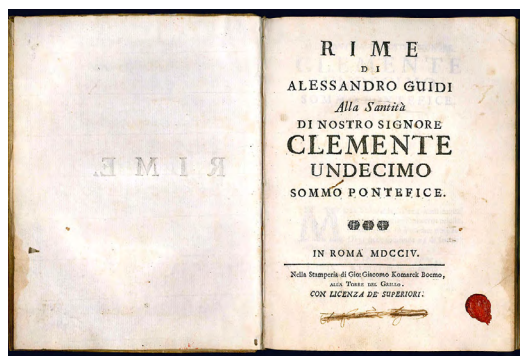 RIME
RIME
DI
ALESSANDRO GUIDI
Alla Santità
DI NOSTRO SIGNORE
CLEMENTE
UNDECIMO
SOMMO PONTEFICE.
IN ROMA MDCCIV.
Nella Stamperia di Gio: Giacomo Komarek Boemo,
ALLA TORRE DEL GRILLO.
CON LICENZA DE' SUPERIORI.